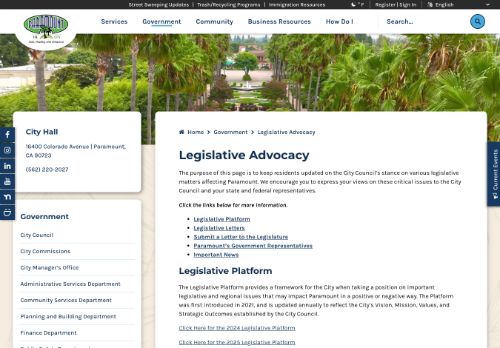 Street Sweeping Updates | Trash/Recycling Programs | Immigration Resources
°F | Register | Sign In English
PARAMOUNT
Services Government Community Business Resources How Do I Search...
City Hall
16400 Colorado Avenue | Paramount,
CA 90723
(562) 220-2027
Government
City Council
City Commissions
City Manager's Office
Administrative Services Department
Community Services Department
Planning and Building Department
Finance Department
Home > Government > Legislative Advocacy
Legislative Advocacy
The purpose of this page is to keep residents updated on the City Council's stance on various legislative
matters affecting Paramount. We encourage you to express your views on these critical issues to the City
Council and your state and federal representatives.
Click the links below for more information.
Legislative Platform
Legislative Letters
Submit a Letter to the Legislature
Paramount's Government Representatives
Important News
Legislative Platform
The Legislative Platform provides a framework for the City when taking a position on important
legislative and regional issues that may impact Paramount in a positive or negative way. The Platform
was first introduced in 2021, and is updated annually to reflect the City's Vision, Mission, Values, and
Strategic Outcomes established by the City Council.
Click Here for the 2024 Legislative Platform
Current Events